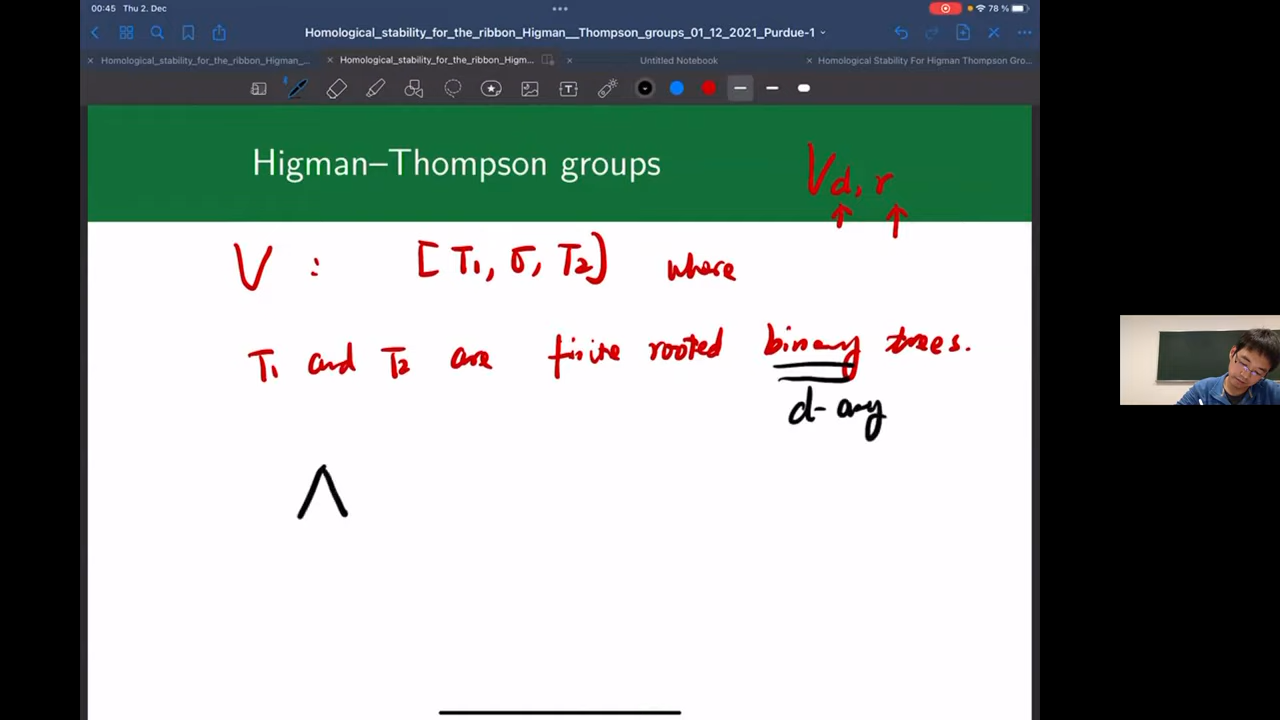 00:45 Thu 2. Dec
78 %
Homological_stability_for_the_ribbon_Higman__Thompson_groups_01_12_2021_Purdue-1
Homological_stability_for_the_ribbon_Higman_... Homological_stability_for_the_ribbon_Higm... Untitled Notebook Homological Stability For Higman Thompson Gro...
Higman–Thompson groups
V d, r
V : [T1, σ, T2] where
T1 and T2 are finite rooted binary trees.
d-ary